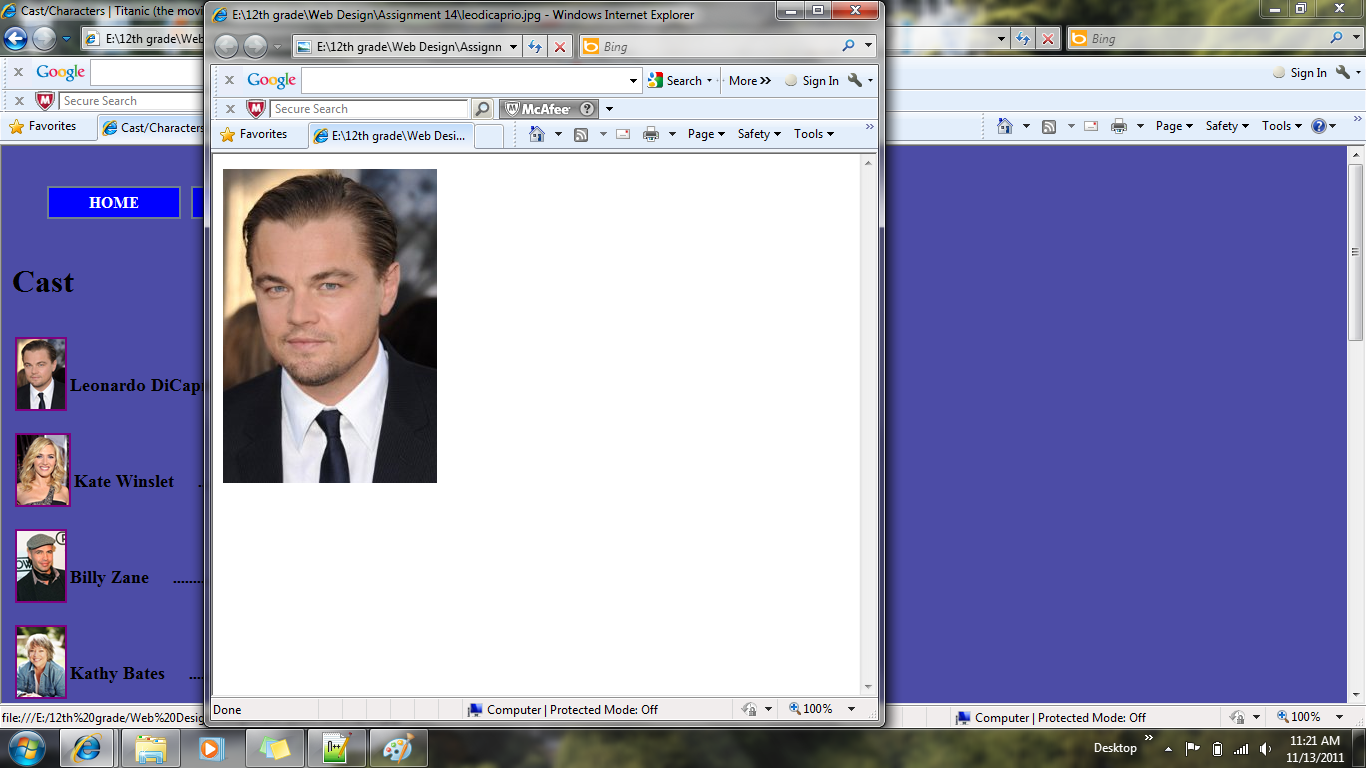 Cast/Characters | Titanic (the movi
E:\12th grade\Web Design\Assignment 14\leodicaprio.jpg - Windows Internet Explorer
E:\12th grade\Web
E:\12th grade\Web Design\Assignn
Bing
Bing
Google
Google
Search
More »
Sign In
Sign In
Secure Search
Secure Search
McAfee
Favorites
Cast/Characters
Favorites
E:\12th grade\Web Desi...
Page
Safety
Tools
Page
Safety
Tools
HOME
Cast
Leonardo DiCapr
Kate Winslet .
Billy Zane ........
Kathy Bates ....
file:///E:/12th%20grade/Web%20Desig
Done
Computer | Protected Mode: Off
100%
Computer | Protected Mode: Off
100%
Desktop
11:21 AM
11/13/2011